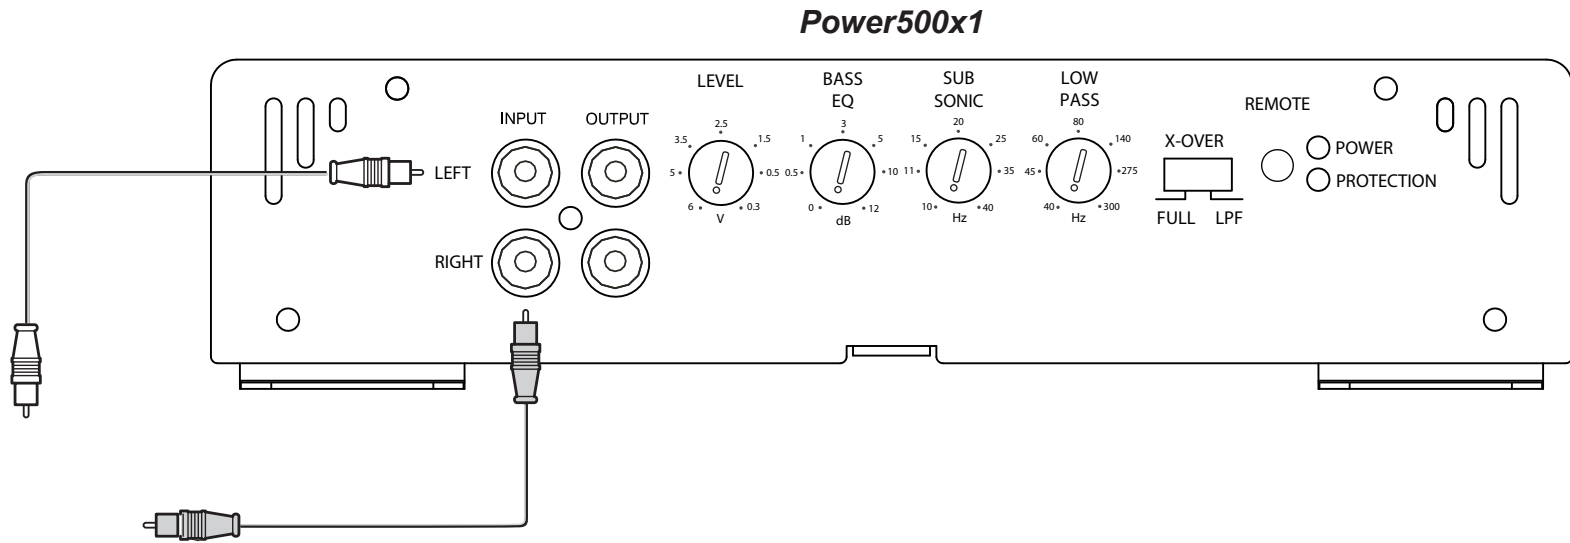 Power500x1
LEVEL
BASS
EQ
SUB
SONIC
LOW
PASS
REMOTE
INPUT
OUTPUT
LEFT
RIGHT
2.5
3.5
1.5
5
0.5
6
0.3
V
3
1
5
0.5
10
0
12
dB
20
15
25
11
35
10
40
Hz
80
60
140
45
275
40
300
Hz
X-OVER
FULL
LPF
POWER
PROTECTION